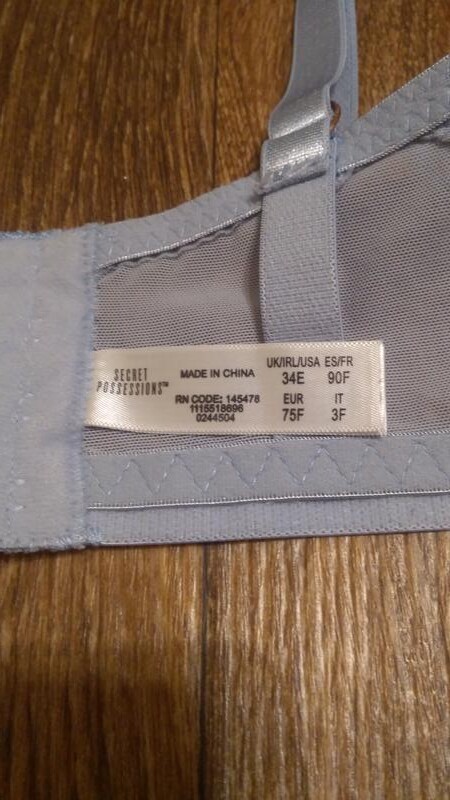 SECRET
POSSESSIONS™
MADE IN CHINA
RN CODE: 145478
1115518696
0244504
UK/IRL/USA ES/FR
34E 90F
EUR IT
75F 3F